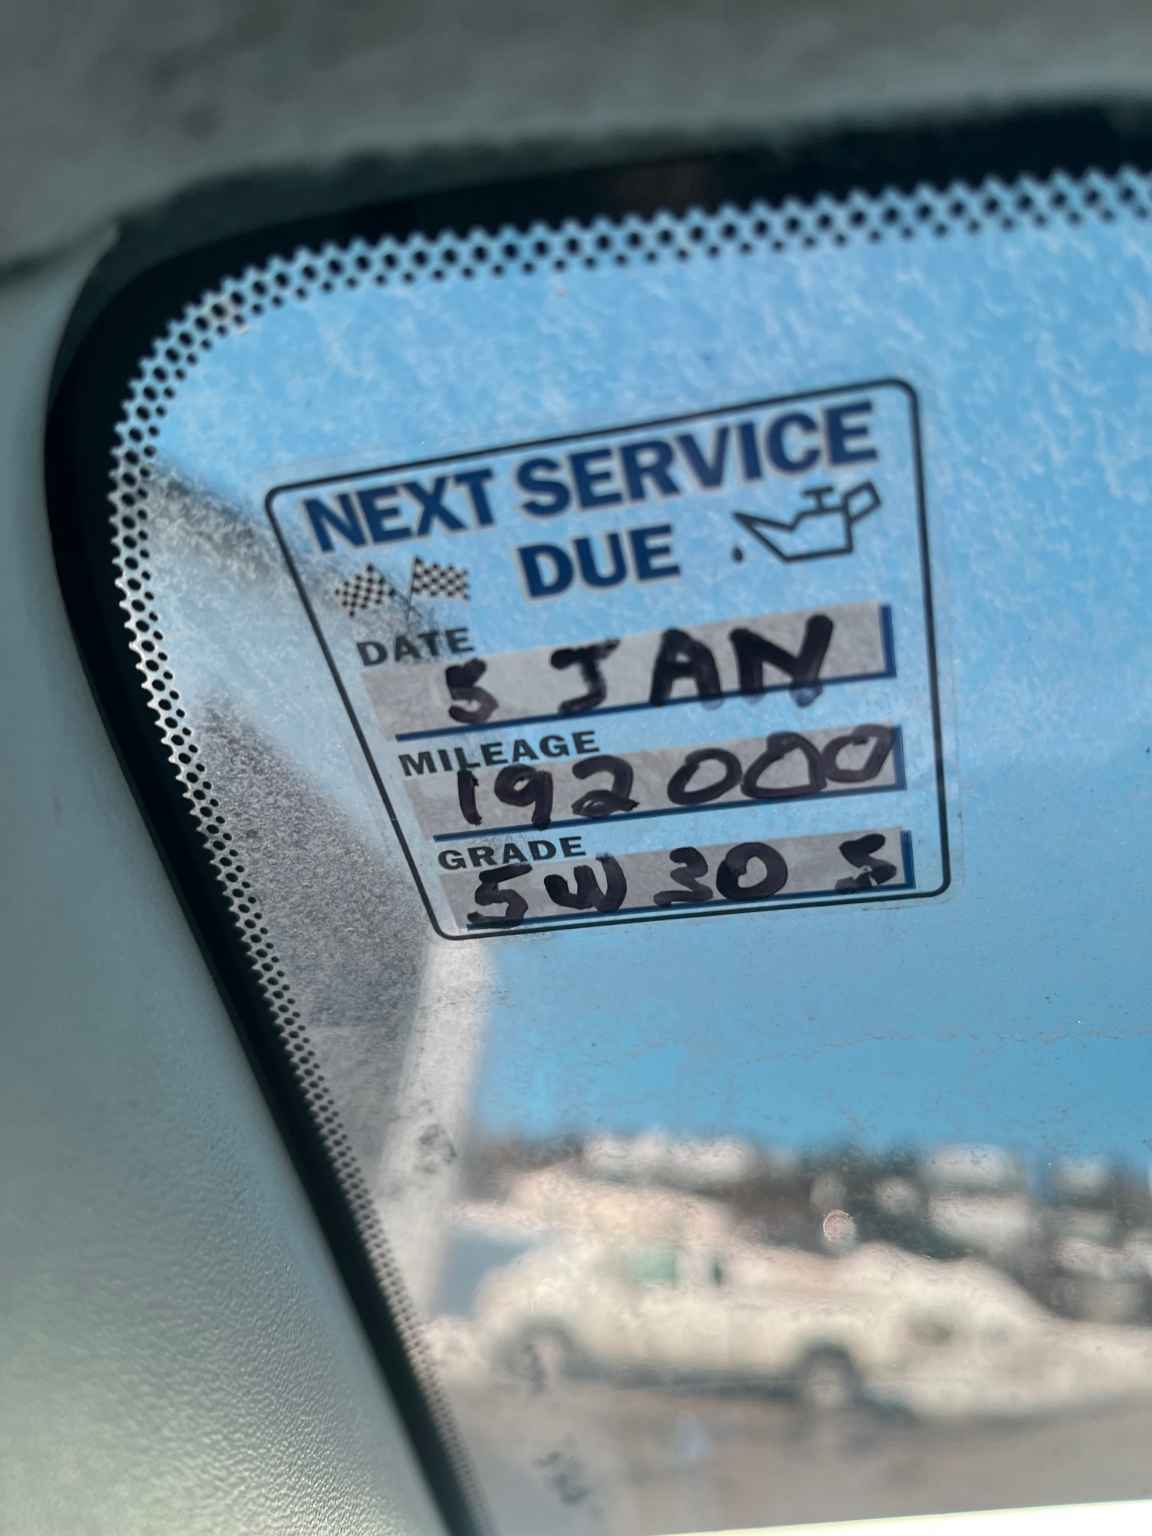 NEXT SERVICE
DUE
DATE
5 JAN
MILEAGE
192000
GRADE
5W30 S